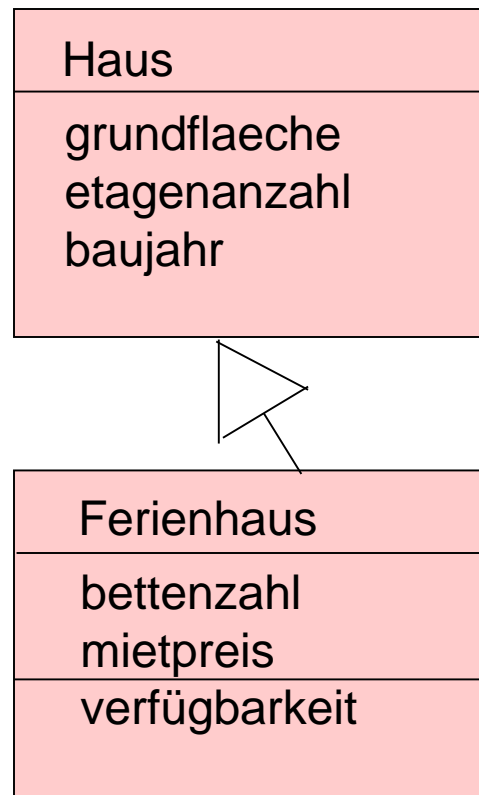 Haus
grundflaeche
etagenanzahl
baujahr
Ferienhaus
bettenzahl
mietpreis
verfügbarkeit